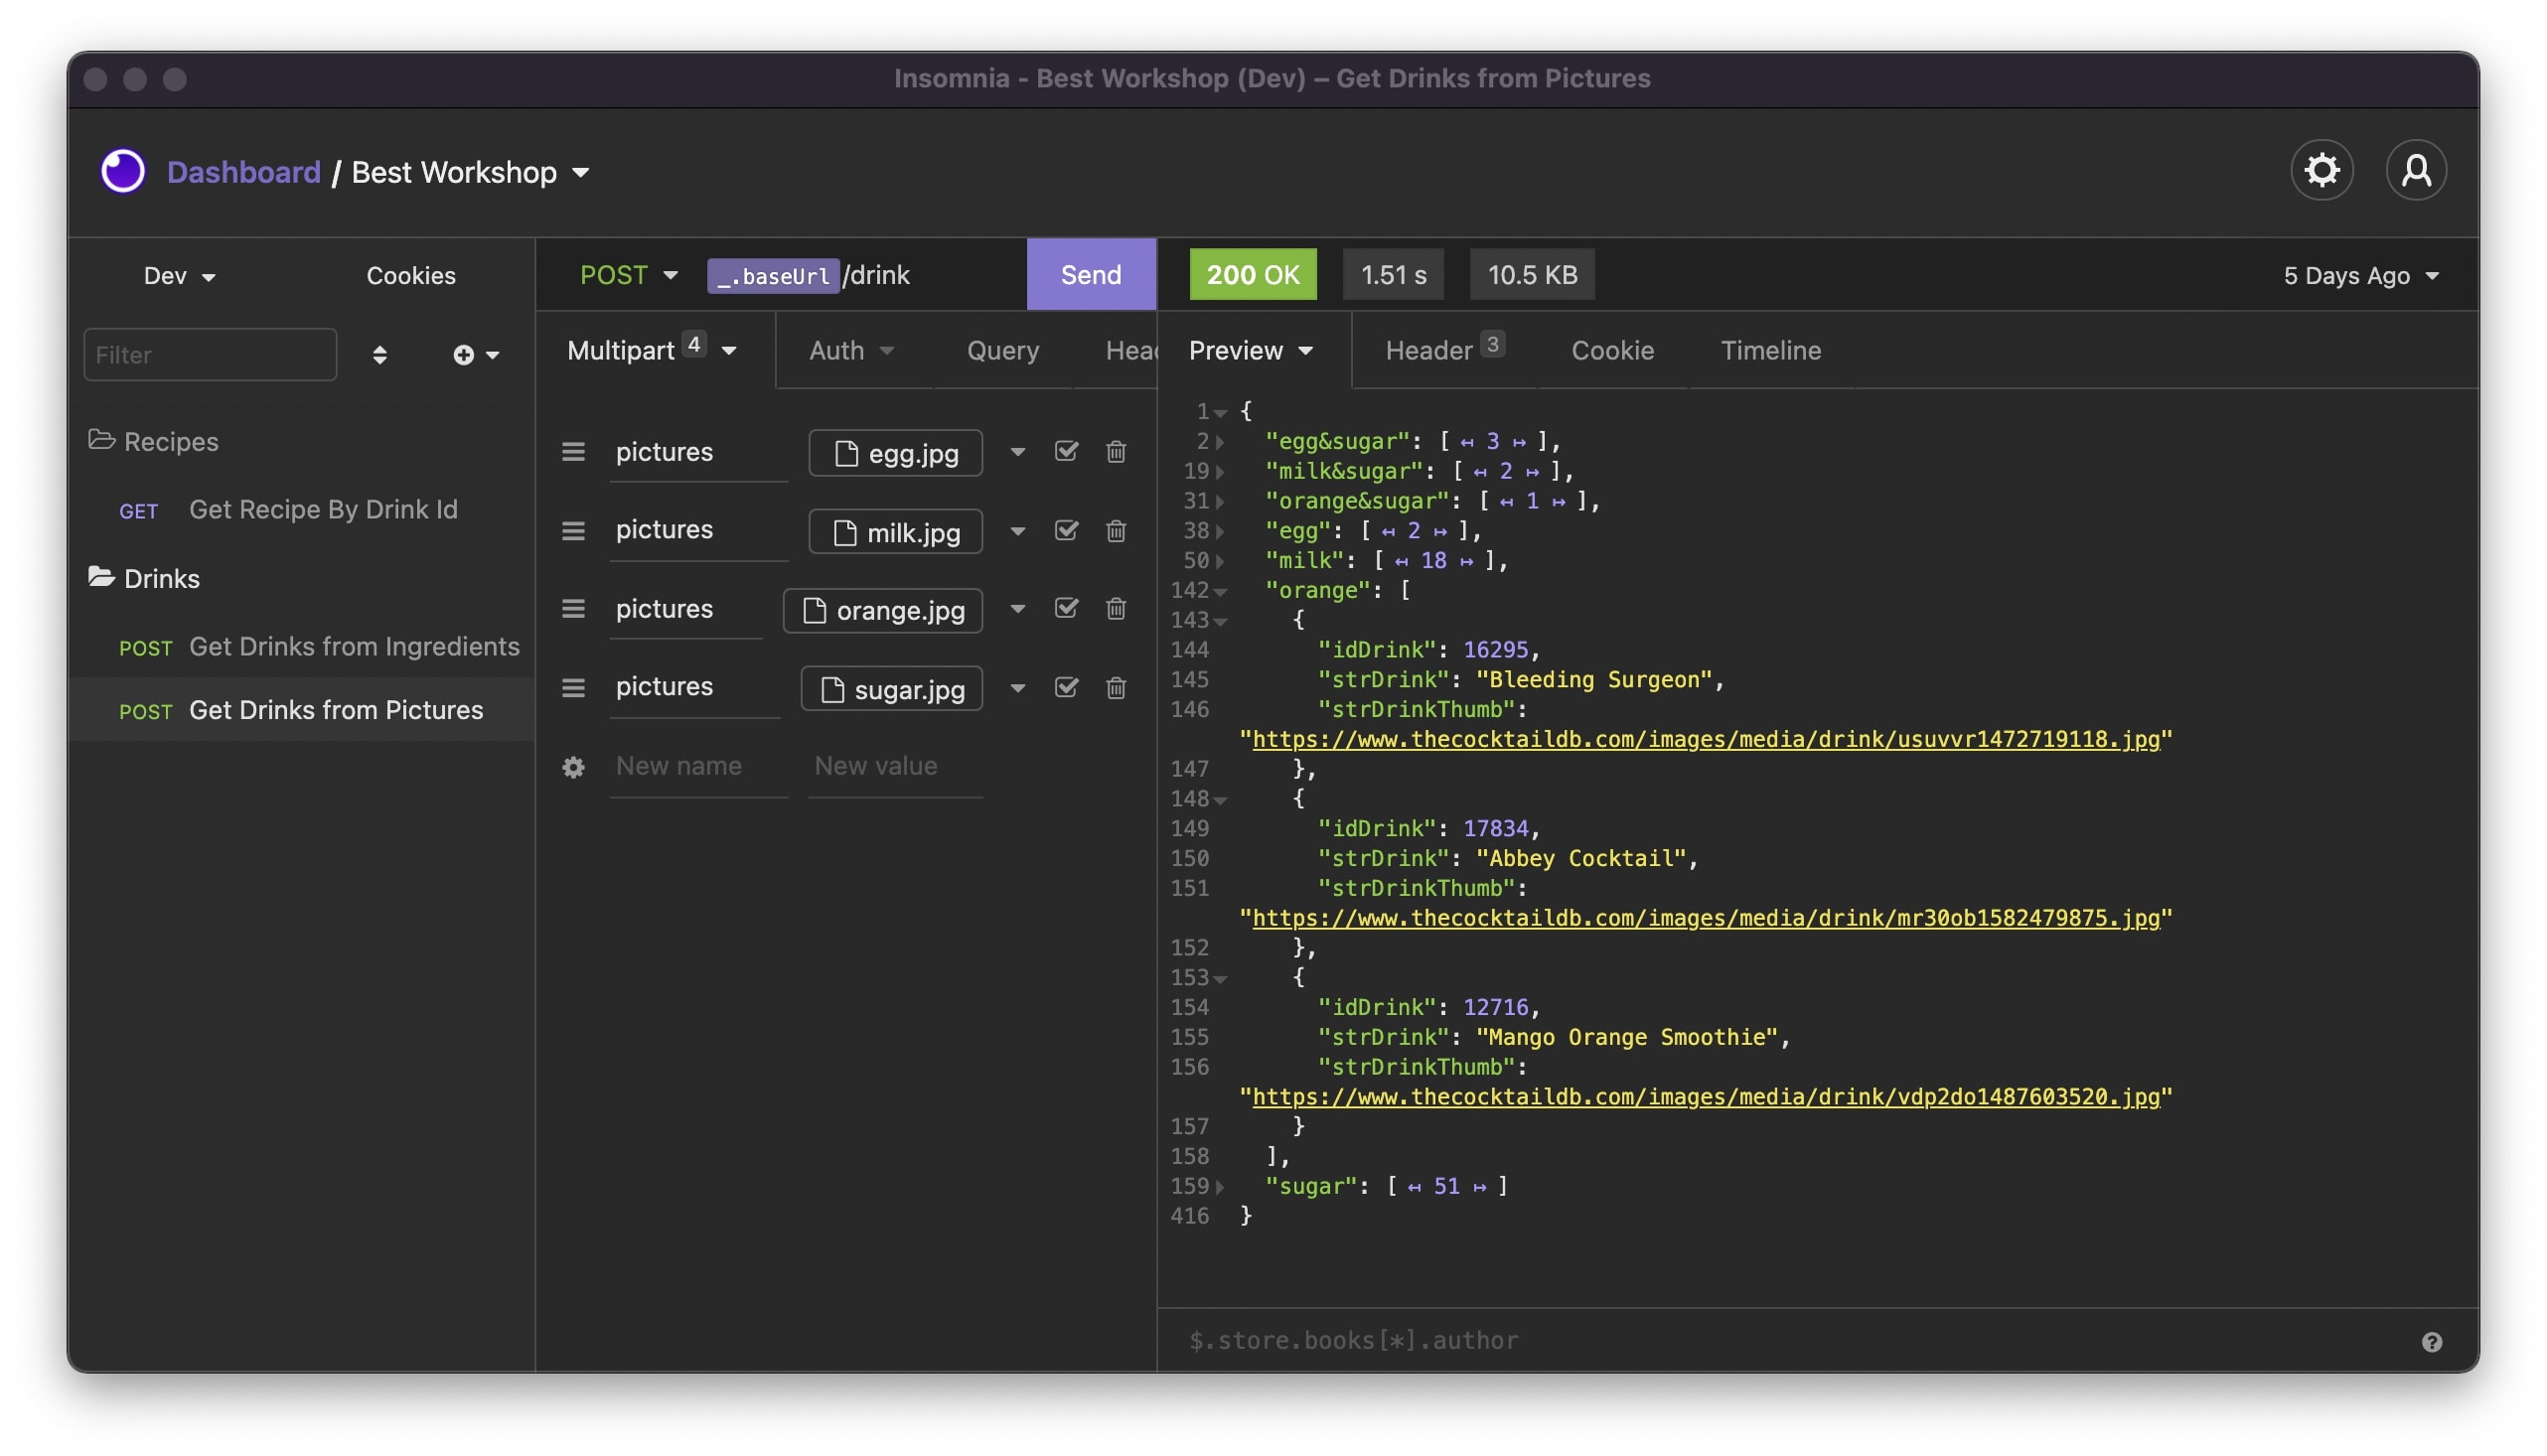 Insomnia - Best Workshop (Dev) – Get Drinks from Pictures
Dashboard / Best Workshop
Dev Cookies
Filter
Recipes
GET Get Recipe By Drink Id
Drinks
POST Get Drinks from Ingredients
POST Get Drinks from Pictures
POST _.baseUrl/drink Send
Multipart 4 Auth Query Head
pictures egg.jpg
pictures milk.jpg
pictures orange.jpg
pictures sugar.jpg
New name New value
200 OK 1.51 s 10.5 KB 5 Days Ago
Preview Header 3 Cookie Timeline
1 {
2 "egg&sugar": [ ↤ 3 ↦ ],
19 "milk&sugar": [ ↤ 2 ↦ ],
31 "orange&sugar": [ ↤ 1 ↦ ],
38 "egg": [ ↤ 2 ↦ ],
50 "milk": [ ↤ 18 ↦ ],
142 "orange": [
143 {
144 "idDrink": 16295,
145 "strDrink": "Bleeding Surgeon",
146 "strDrinkThumb":
"https://www.thecocktaildb.com/images/media/drink/usuvvr1472719118.jpg"
147 },
148 {
149 "idDrink": 17834,
150 "strDrink": "Abbey Cocktail",
151 "strDrinkThumb":
"https://www.thecocktaildb.com/images/media/drink/mr30ob1582479875.jpg"
152 },
153 {
154 "idDrink": 12716,
155 "strDrink": "Mango Orange Smoothie",
156 "strDrinkThumb":
"https://www.thecocktaildb.com/images/media/drink/vdp2do1487603520.jpg"
157 }
158 ],
159 "sugar": [ ↤ 51 ↦ ]
416 }
$.store.books[*].author